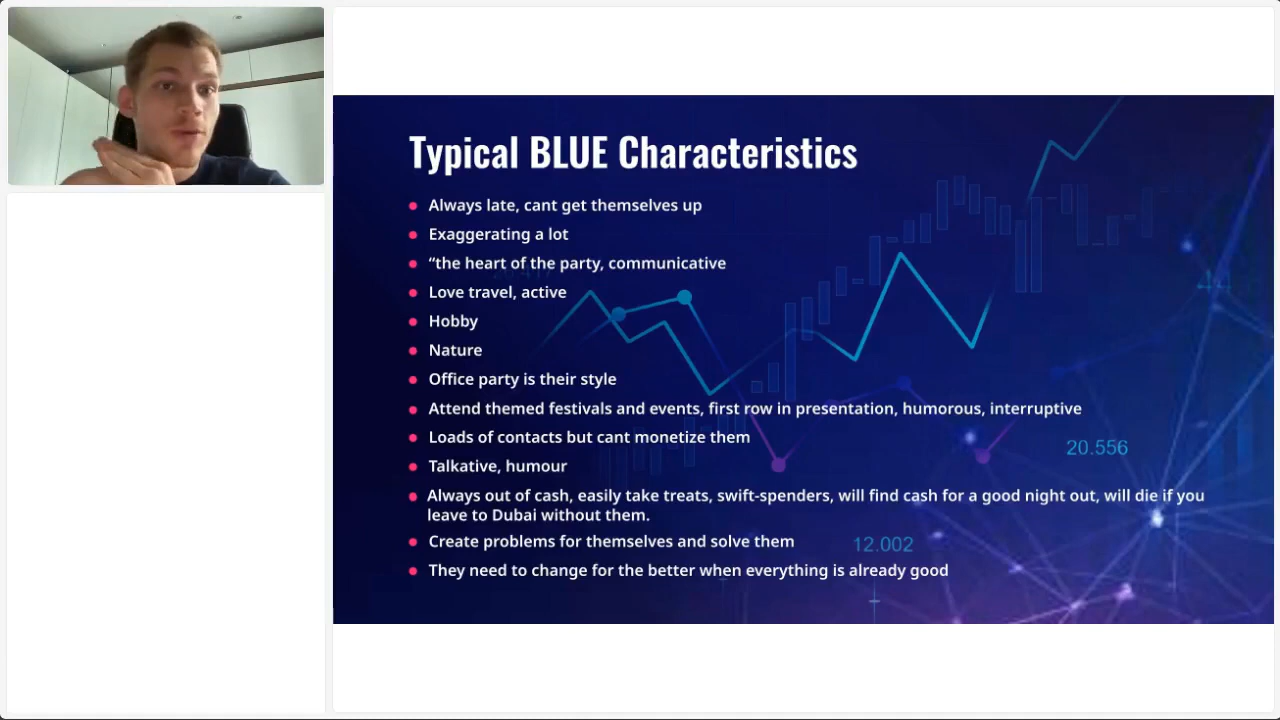 Typical BLUE Characteristics
Always late, cant get themselves up
Exaggerating a lot
“the heart of the party, communicative
Love travel, active
Hobby
Nature
Office party is their style
Attend themed festivals and events, first row in presentation, humorous, interruptive
Loads of contacts but cant monetize them
Talkative, humour
Always out of cash, easily take treats, swift-spenders, will find cash for a good night out, will die if you
leave to Dubai without them.
Create problems for themselves and solve them
They need to change for the better when everything is already good
20.556
12.002